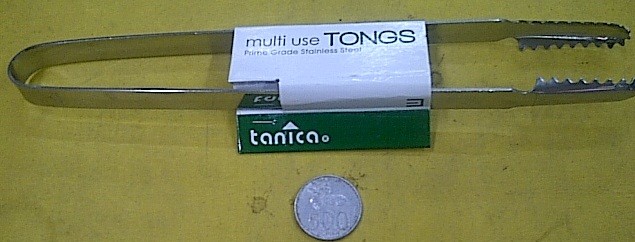 multi use TONGS
Prime Grade Stainless Steel
tanica
500